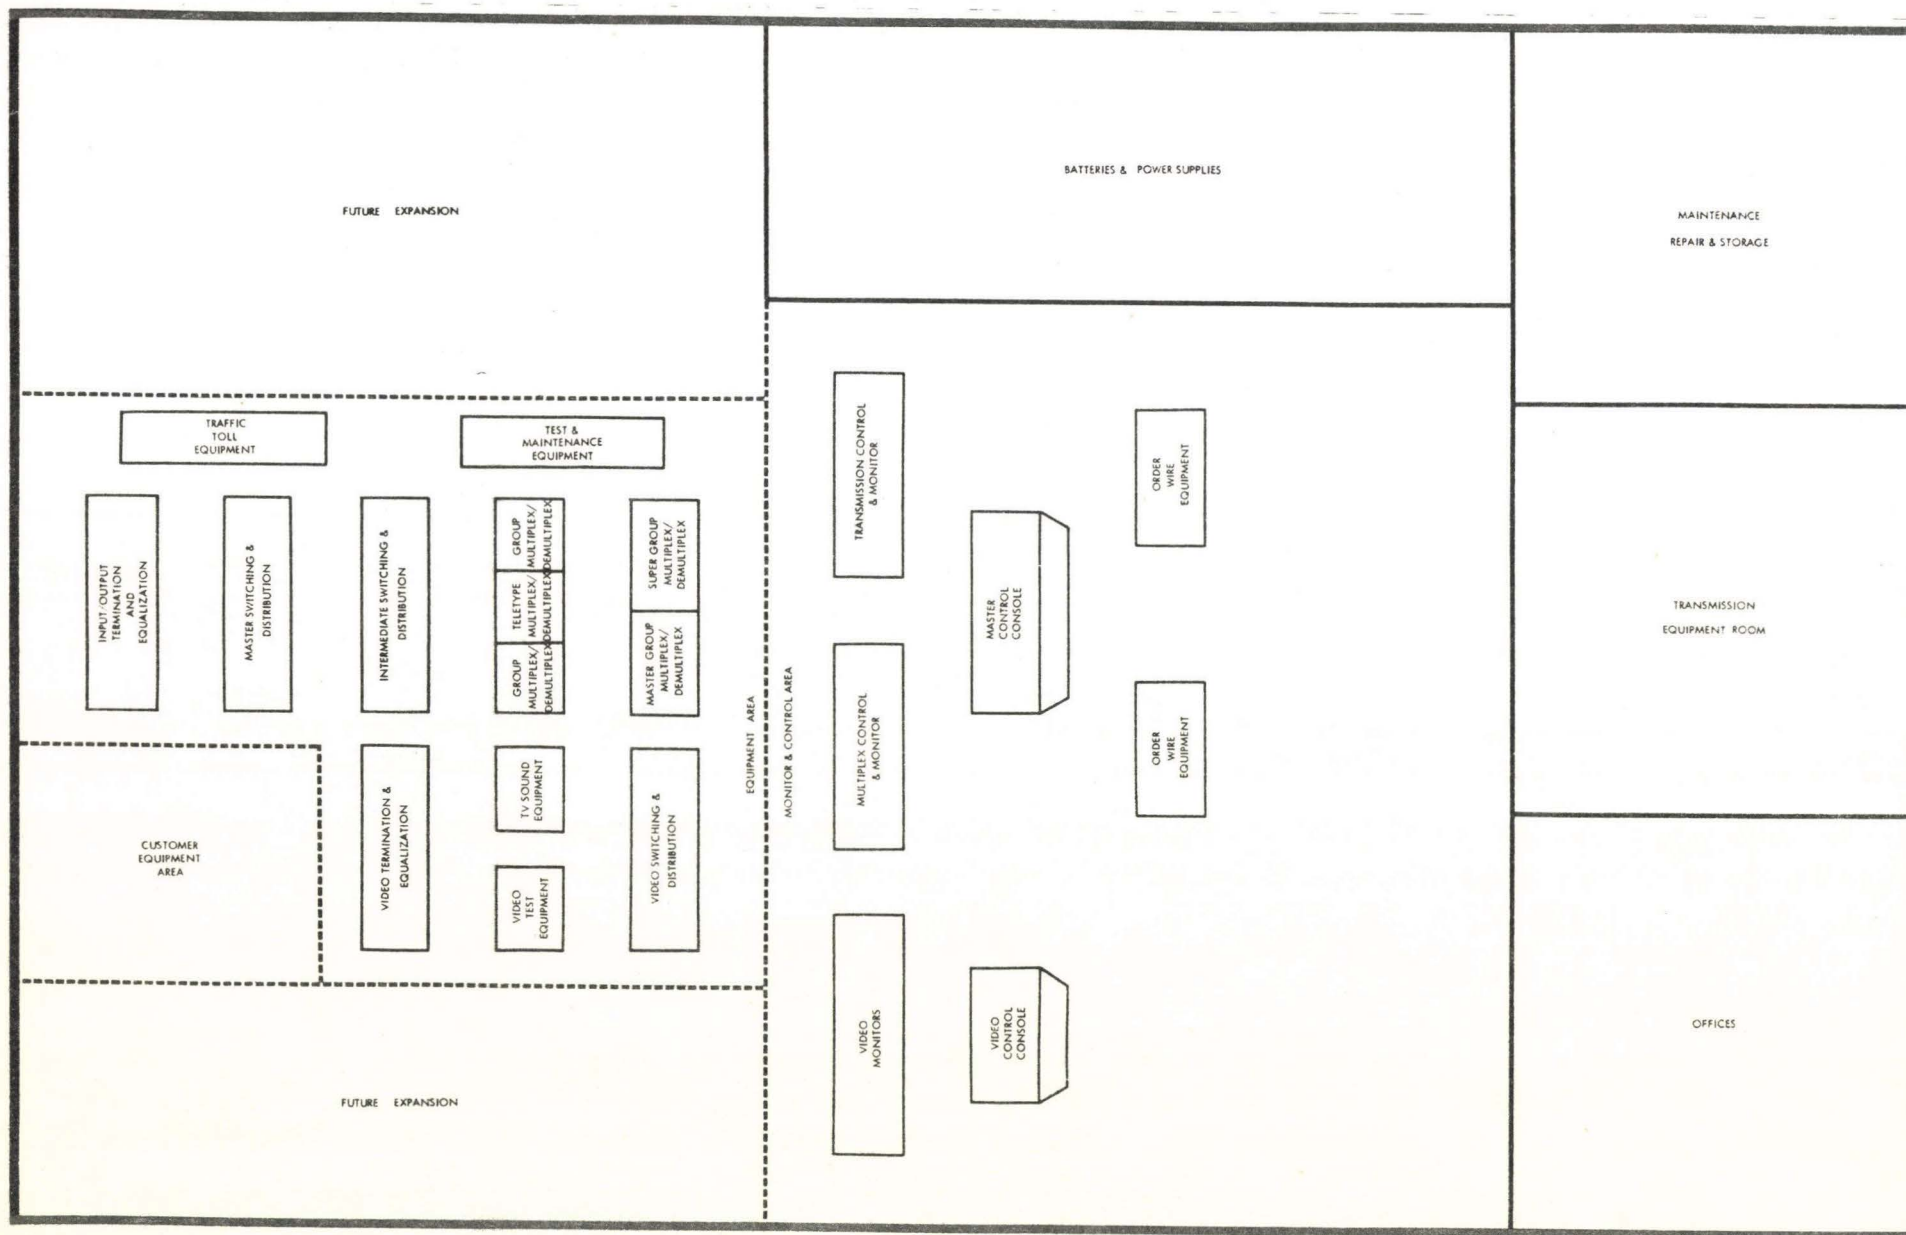 FUTURE EXPANSION
BATTERIES & POWER SUPPLIES
MAINTENANCE
REPAIR & STORAGE
TRAFFIC
TOLL
EQUIPMENT
TEST &
MAINTENANCE
EQUIPMENT
INPUT/OUTPUT
TERMINATION
AND
EQUALIZATION
MASTER SWITCHING &
DISTRIBUTION
INTERMEDIATE SWITCHING &
DISTRIBUTION
GROUP
MULTIPLEX/
DEMULTIPLEX
TELETYPE
MULTIPLEX/
DEMULTIPLEX
GROUP
MULTIPLEX/
DEMULTIPLEX
SUPER GROUP
MULTIPLEX/
DEMULTIPLEX
MASTER GROUP
MULTIPLEX/
DEMULTIPLEX
CUSTOMER
EQUIPMENT
AREA
VIDEO TERMINATION &
EQUALIZATION
TV SOUND
EQUIPMENT
VIDEO
TEST
EQUIPMENT
VIDEO SWITCHING &
DISTRIBUTION
EQUIPMENT AREA
MONITOR & CONTROL AREA
TRANSMISSION CONTROL
& MONITOR
MULTIPLEX CONTROL
& MONITOR
VIDEO
MONITORS
MASTER
CONTROL
CONSOLE
VIDEO
CONTROL
CONSOLE
ORDER
WIRE
EQUIPMENT
ORDER
WIRE
EQUIPMENT
TRANSMISSION
EQUIPMENT ROOM
OFFICES
FUTURE EXPANSION